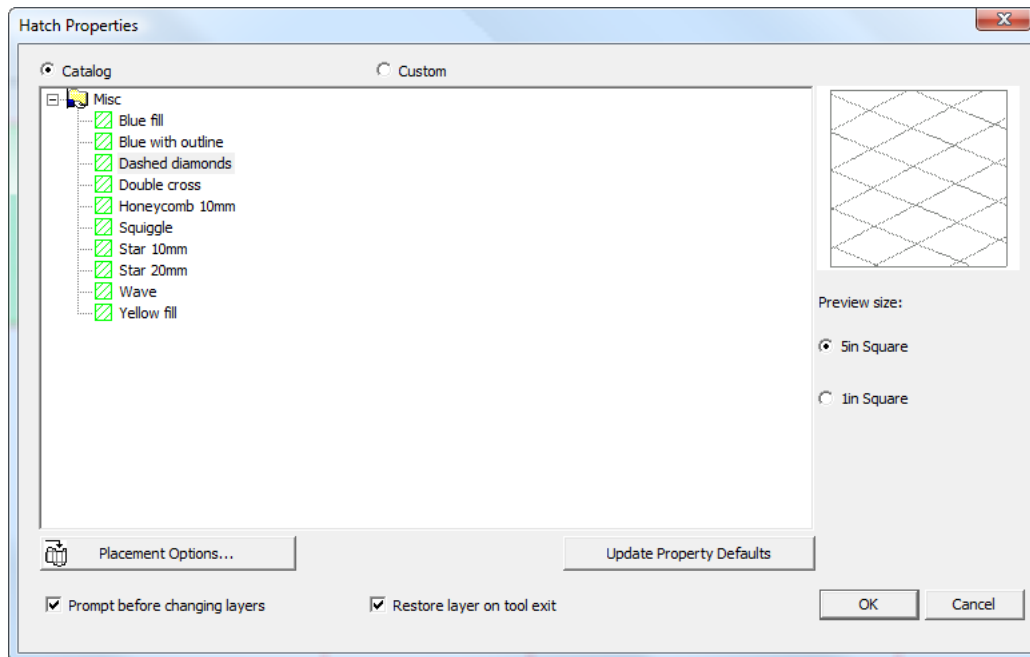 Hatch Properties
Catalog
Custom
Misc
Blue fill
Blue with outline
Dashed diamonds
Double cross
Honeycomb 10mm
Squiggle
Star 10mm
Star 20mm
Wave
Yellow fill
Preview size:
5in Square
1in Square
Placement Options...
Update Property Defaults
Prompt before changing layers
Restore layer on tool exit
OK
Cancel